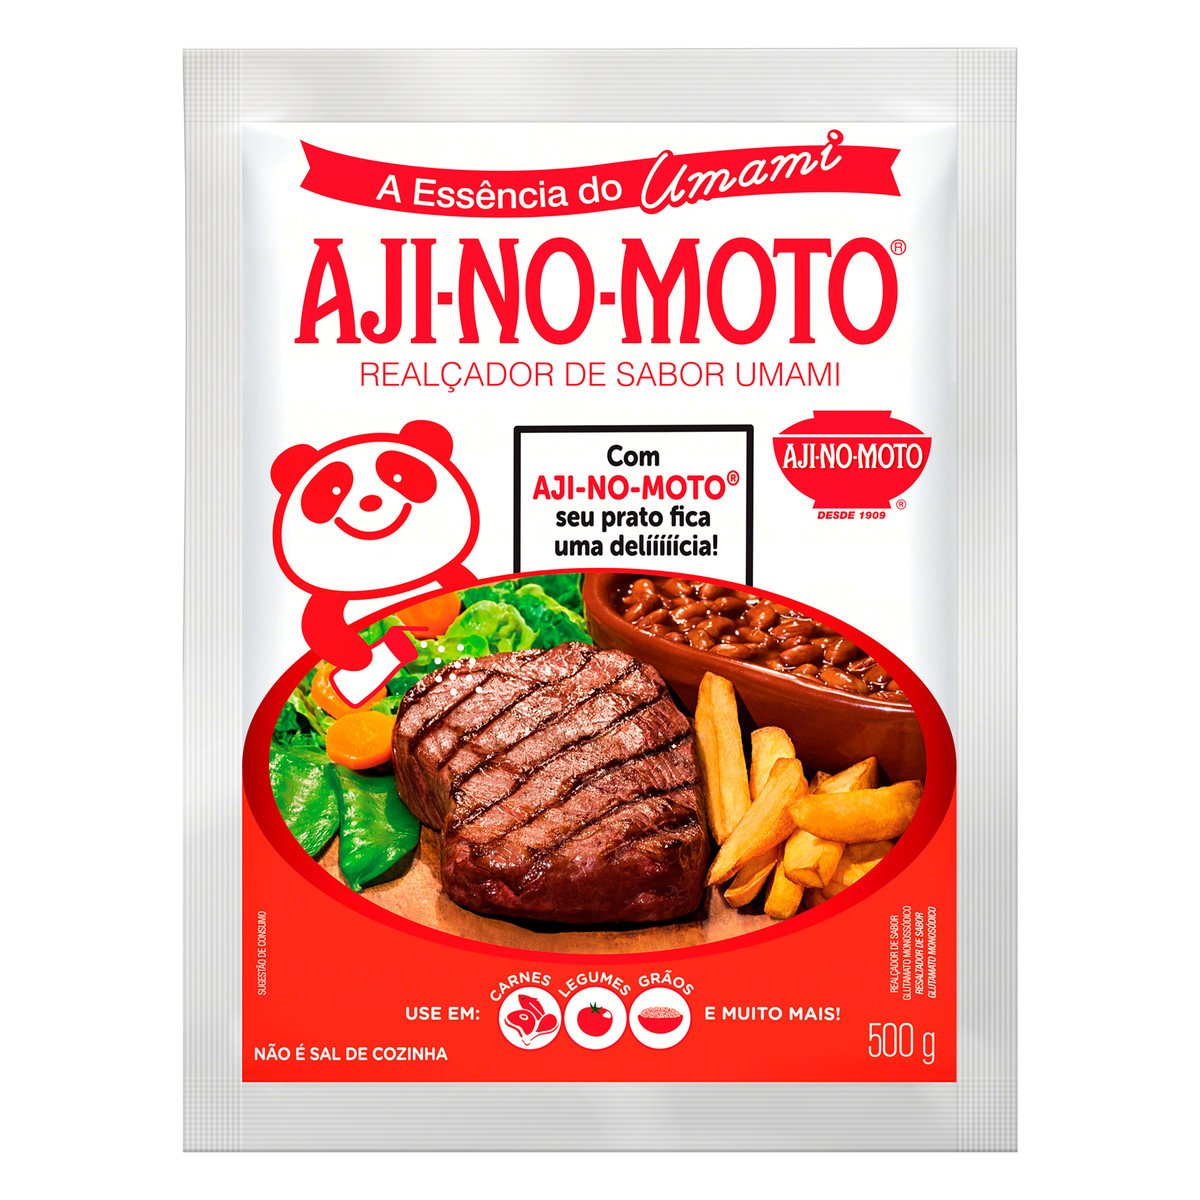 A Essência do Umami
AJI-NO-MOTO®
REALÇADOR DE SABOR UMAMI
Com
AJI-NO-MOTO®
seu prato fica
uma delíííííícia!
AJI-NO-MOTO
®
DESDE 1909
SUGESTÃO DE CONSUMO
REALÇADOR DE SABOR
GLUTAMATO MONOSSÓDICO
RESALTADOR DE SABOR
GLUTAMATO MONOSÓDICO
USE EM:
CARNES
LEGUMES
GRÃOS
E MUITO MAIS!
NÃO É SAL DE COZINHA
500 g